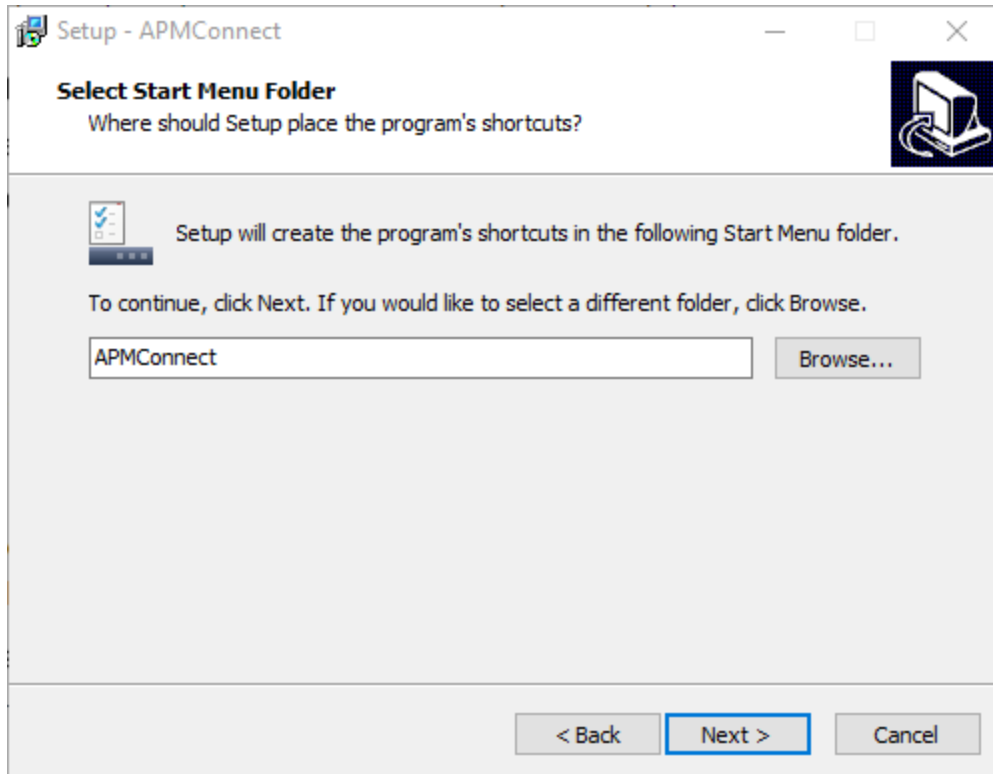 Setup - APMConnect
Select Start Menu Folder
Where should Setup place the program's shortcuts?
Setup will create the program's shortcuts in the following Start Menu folder.
To continue, click Next. If you would like to select a different folder, click Browse.
APMConnect
Browse...
< Back
Next >
Cancel